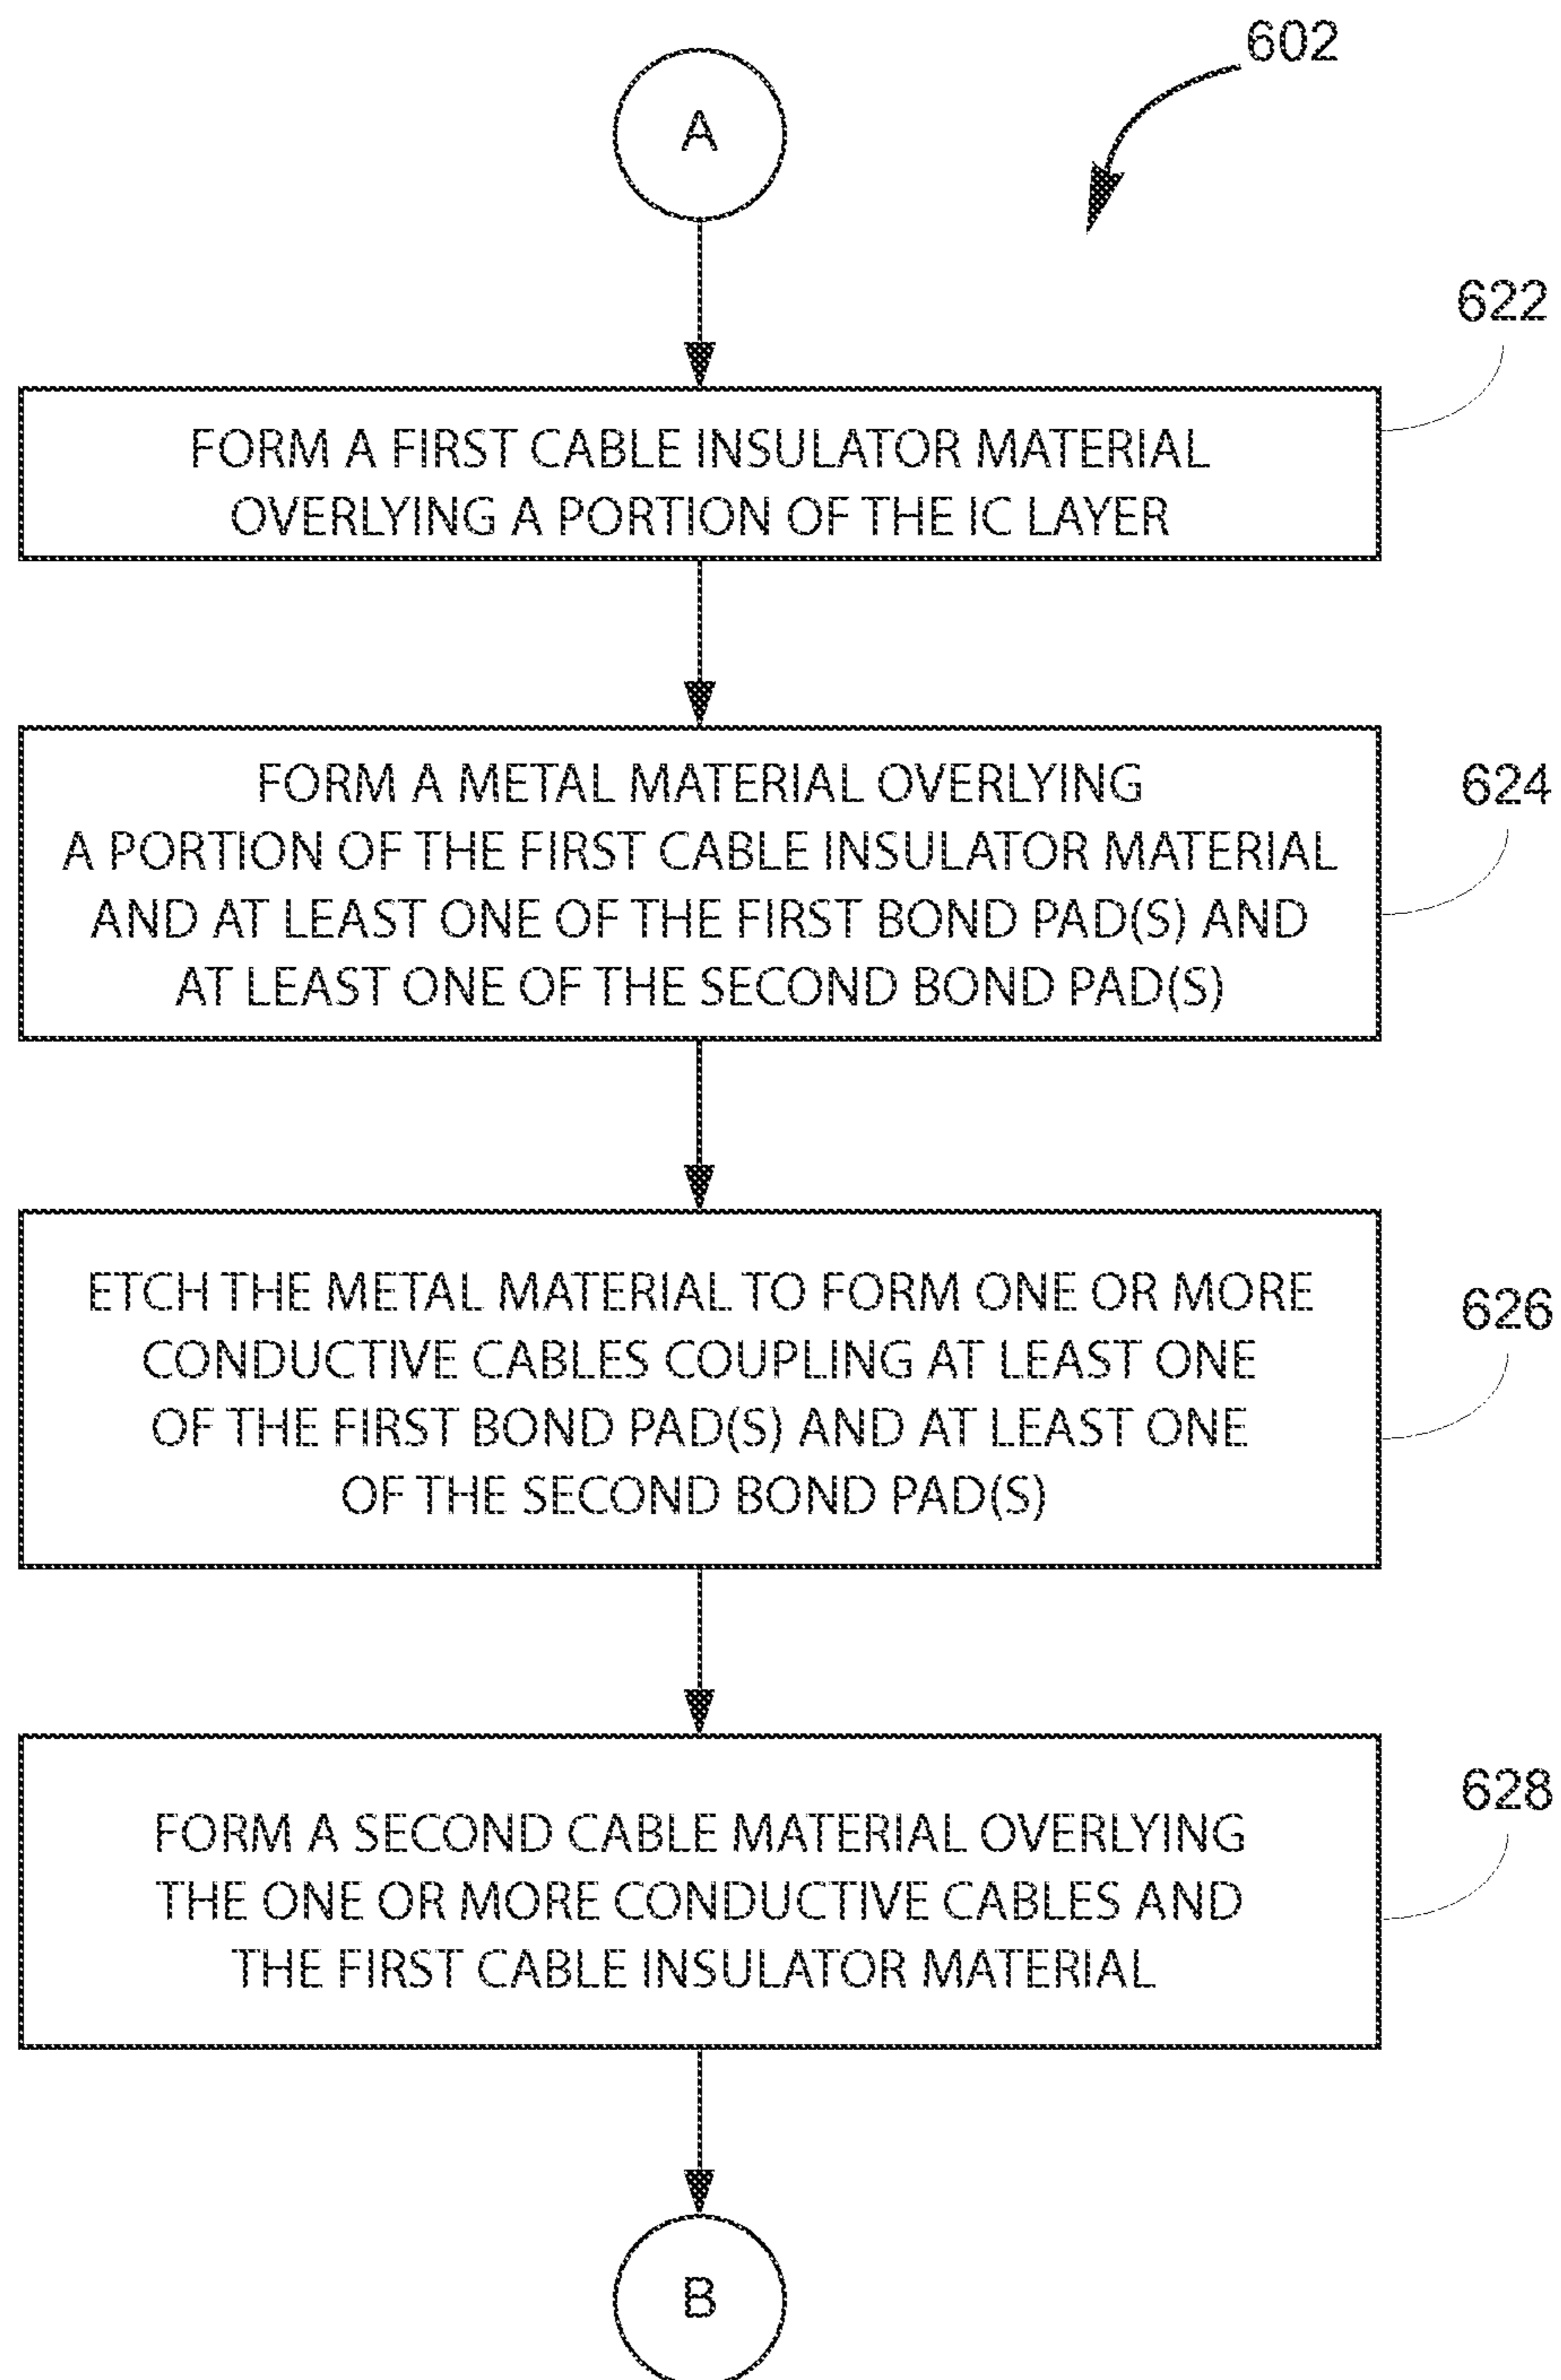 602
A
622
FORM A FIRST CABLE INSULATOR MATERIAL
OVERLYING A PORTION OF THE IC LAYER
624
FORM A METAL MATERIAL OVERLYING
A PORTION OF THE FIRST CABLE INSULATOR MATERIAL
AND AT LEAST ONE OF THE FIRST BOND PAD(S) AND
AT LEAST ONE OF THE SECOND BOND PAD(S)
626
ETCH THE METAL MATERIAL TO FORM ONE OR MORE
CONDUCTIVE CABLES COUPLING AT LEAST ONE
OF THE FIRST BOND PAD(S) AND AT LEAST ONE
OF THE SECOND BOND PAD(S)
628
FORM A SECOND CABLE MATERIAL OVERLYING
THE ONE OR MORE CONDUCTIVE CABLES AND
THE FIRST CABLE INSULATOR MATERIAL
B